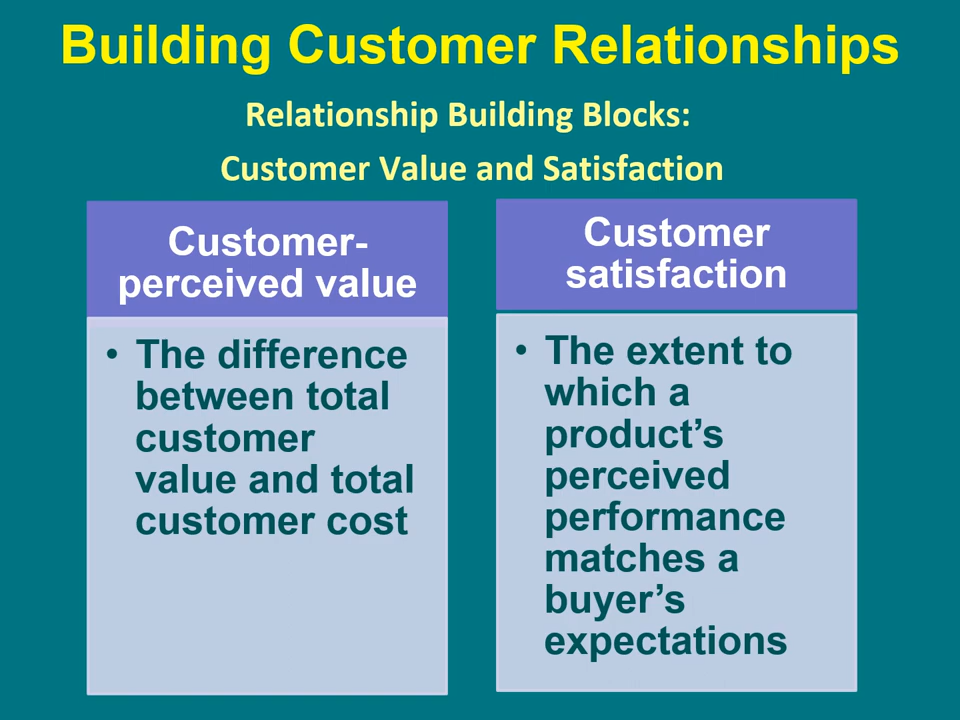 Building Customer Relationships
Relationship Building Blocks:
Customer Value and Satisfaction
Customer-
perceived value
• The difference
between total
customer
value and total
customer cost
Customer
satisfaction
• The extent to
which a
product’s
perceived
performance
matches a
buyer’s
expectations